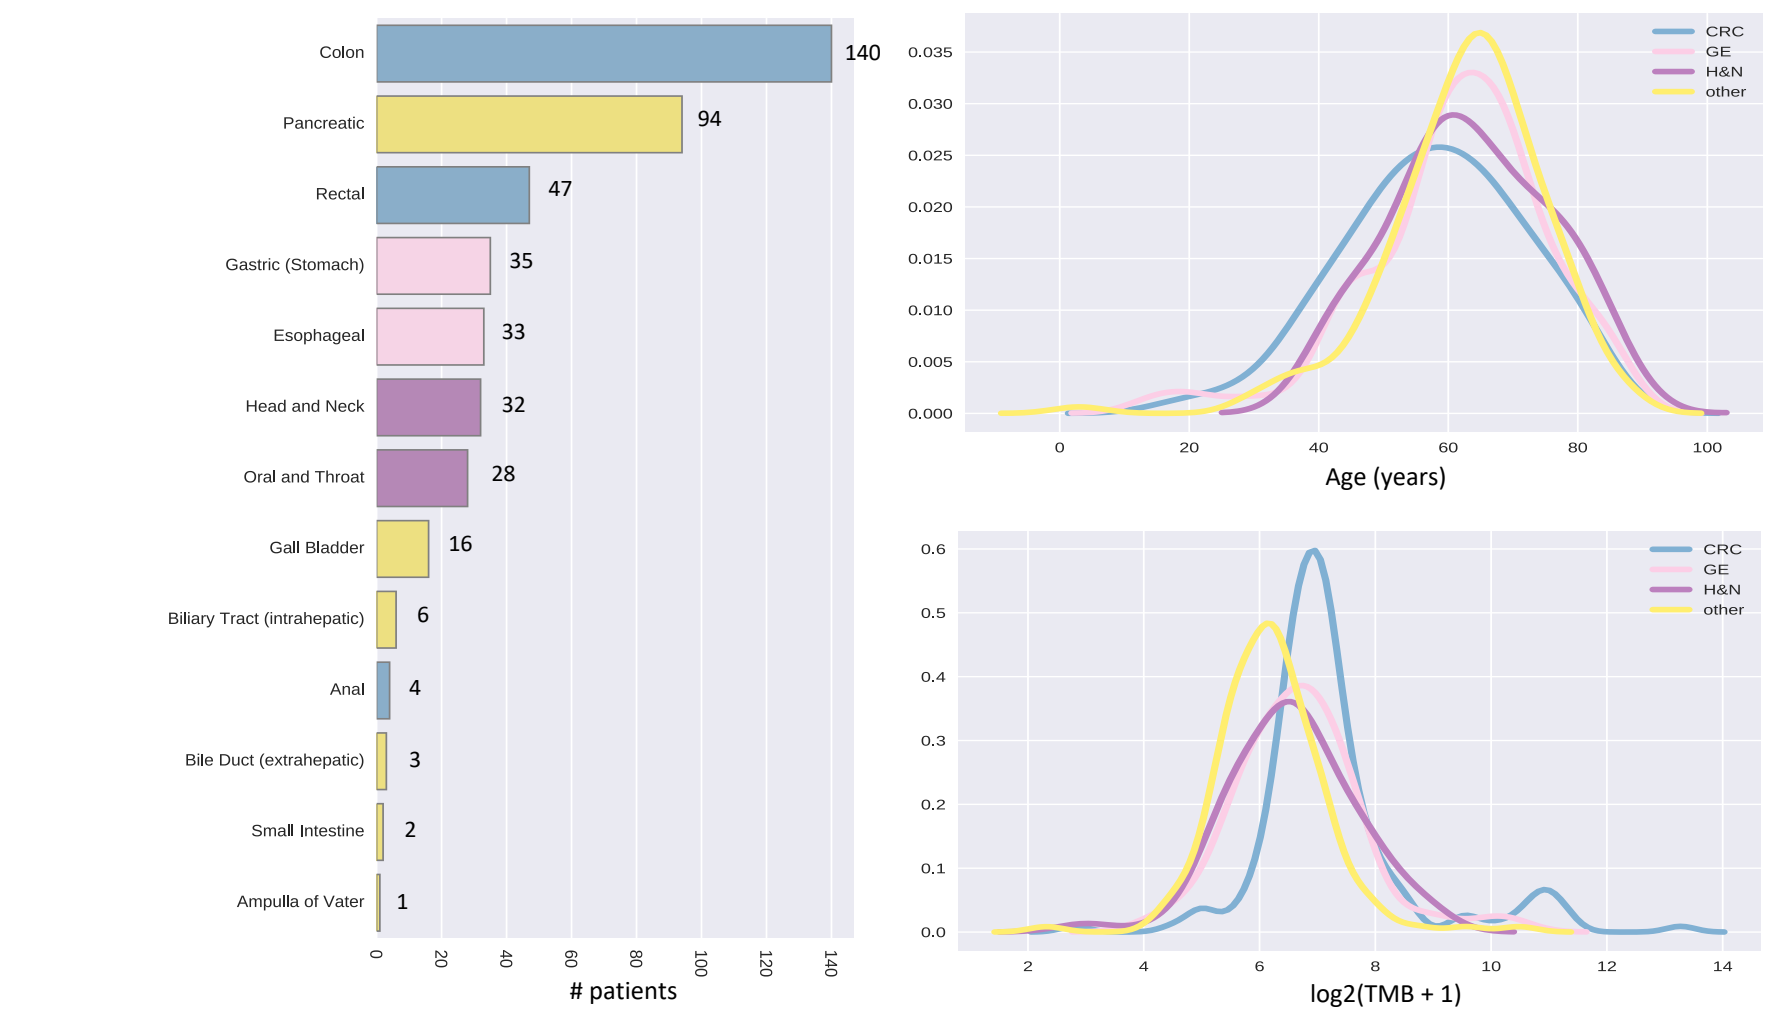 Colon 140
Pancreatic 94
Rectal 47
Gastric (Stomach) 35
Esophageal 33
Head and Neck 32
Oral and Throat 28
Gall Bladder 16
Biliary Tract (intrahepatic) 6
Anal 4
Bile Duct (extrahepatic) 3
Small Intestine 2
Ampulla of Vater 1
0 20 40 60 80 100 120 140
# patients
CRC
GE
H&N
other
0.035
0.030
0.025
0.020
0.015
0.010
0.005
0.000
0 20 40 60 80 100
Age (years)
CRC
GE
H&N
other
0.6
0.5
0.4
0.3
0.2
0.1
0.0
2 4 6 8 10 12 14
log2(TMB + 1)